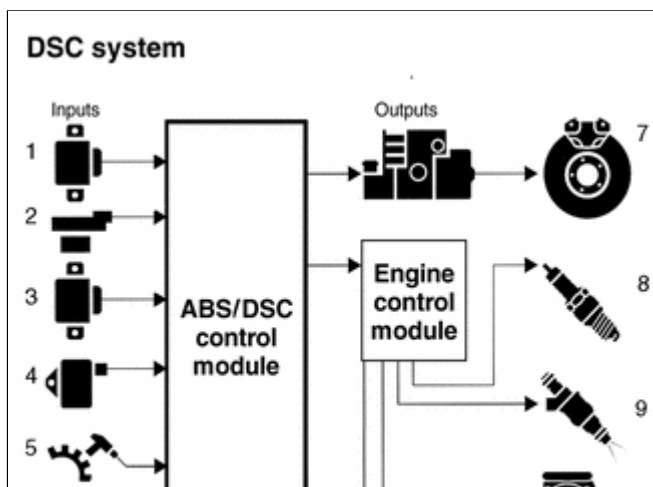 DSC system
Inputs
Outputs
1
2
3
4
5
ABS/DSC
control
module
Engine
control
module
7
8
9